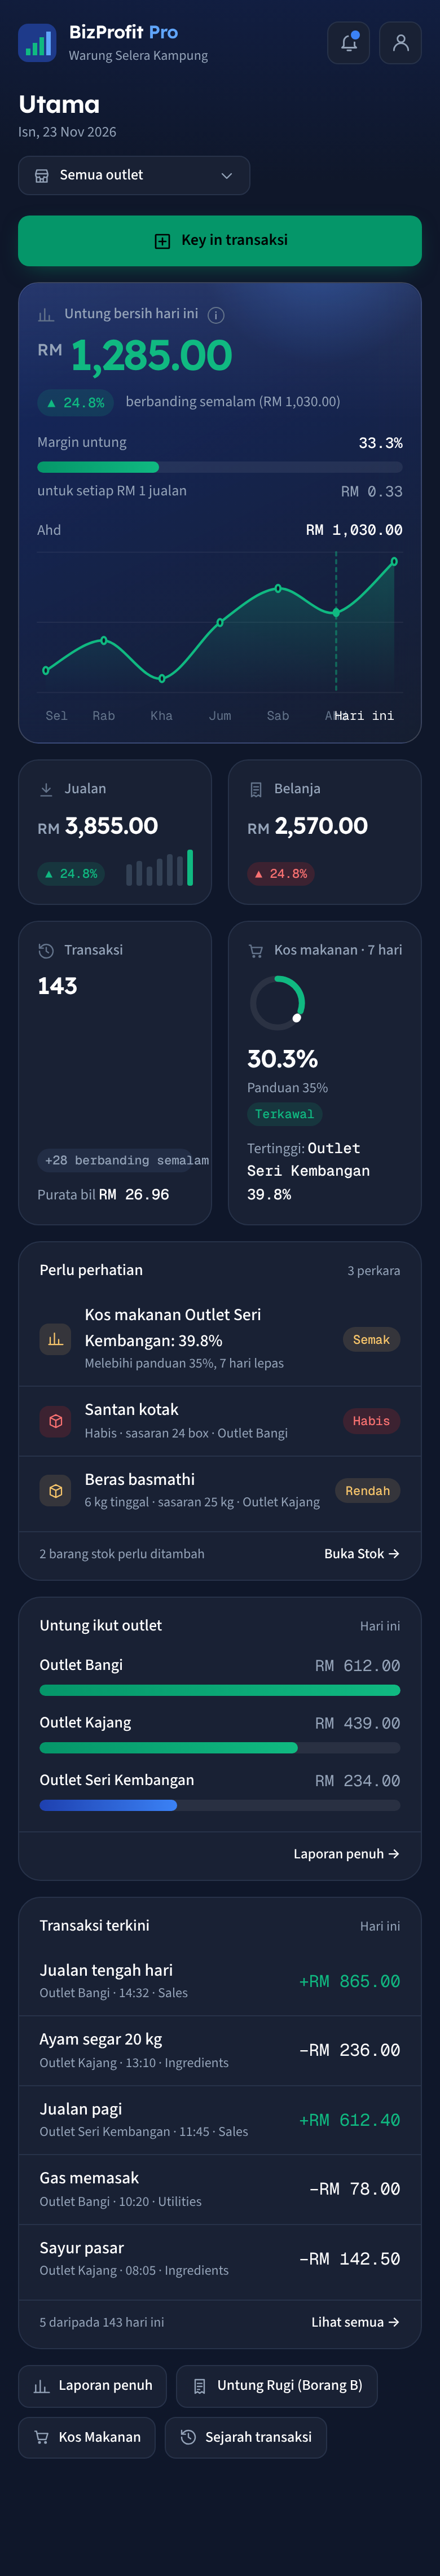 BizProfit Pro
Warung Selera Kampung
Utama
Isn, 23 Nov 2026
Semua outlet
Key in transaksi
Untung bersih hari ini
RM 1,285.00
▲ 24.8% berbanding semalam (RM 1,030.00)
Margin untung 33.3%
untuk setiap RM 1 jualan RM 0.33
Ahd RM 1,030.00
Sel Rab Kha Jum Sab Hari ini
Jualan
RM 3,855.00
▲ 24.8%
Belanja
RM 2,570.00
▲ 24.8%
Transaksi
143
+28 berbanding semalam
Purata bil RM 26.96
Kos makanan · 7 hari
30.3%
Panduan 35%
Terkawal
Tertinggi: Outlet
Seri Kembangan
39.8%
Perlu perhatian 3 perkara
Kos makanan Outlet Seri
Kembangan: 39.8%
Melebihi panduan 35%, 7 hari lepas
Semak
Santan kotak
Habis · sasaran 24 box · Outlet Bangi
Habis
Beras basmathi
6 kg tinggal · sasaran 25 kg · Outlet Kajang
Rendah
2 barang stok perlu ditambah Buka Stok →
Untung ikut outlet Hari ini
Outlet Bangi RM 612.00
Outlet Kajang RM 439.00
Outlet Seri Kembangan RM 234.00
Laporan penuh →
Transaksi terkini Hari ini
Jualan tengah hari
Outlet Bangi · 14:32 · Sales
+RM 865.00
Ayam segar 20 kg
Outlet Kajang · 13:10 · Ingredients
−RM 236.00
Jualan pagi
Outlet Seri Kembangan · 11:45 · Sales
+RM 612.40
Gas memasak
Outlet Bangi · 10:20 · Utilities
−RM 78.00
Sayur pasar
Outlet Kajang · 08:05 · Ingredients
−RM 142.50
5 daripada 143 hari ini Lihat semua →
Laporan penuh
Untung Rugi (Borang B)
Kos Makanan
Sejarah transaksi